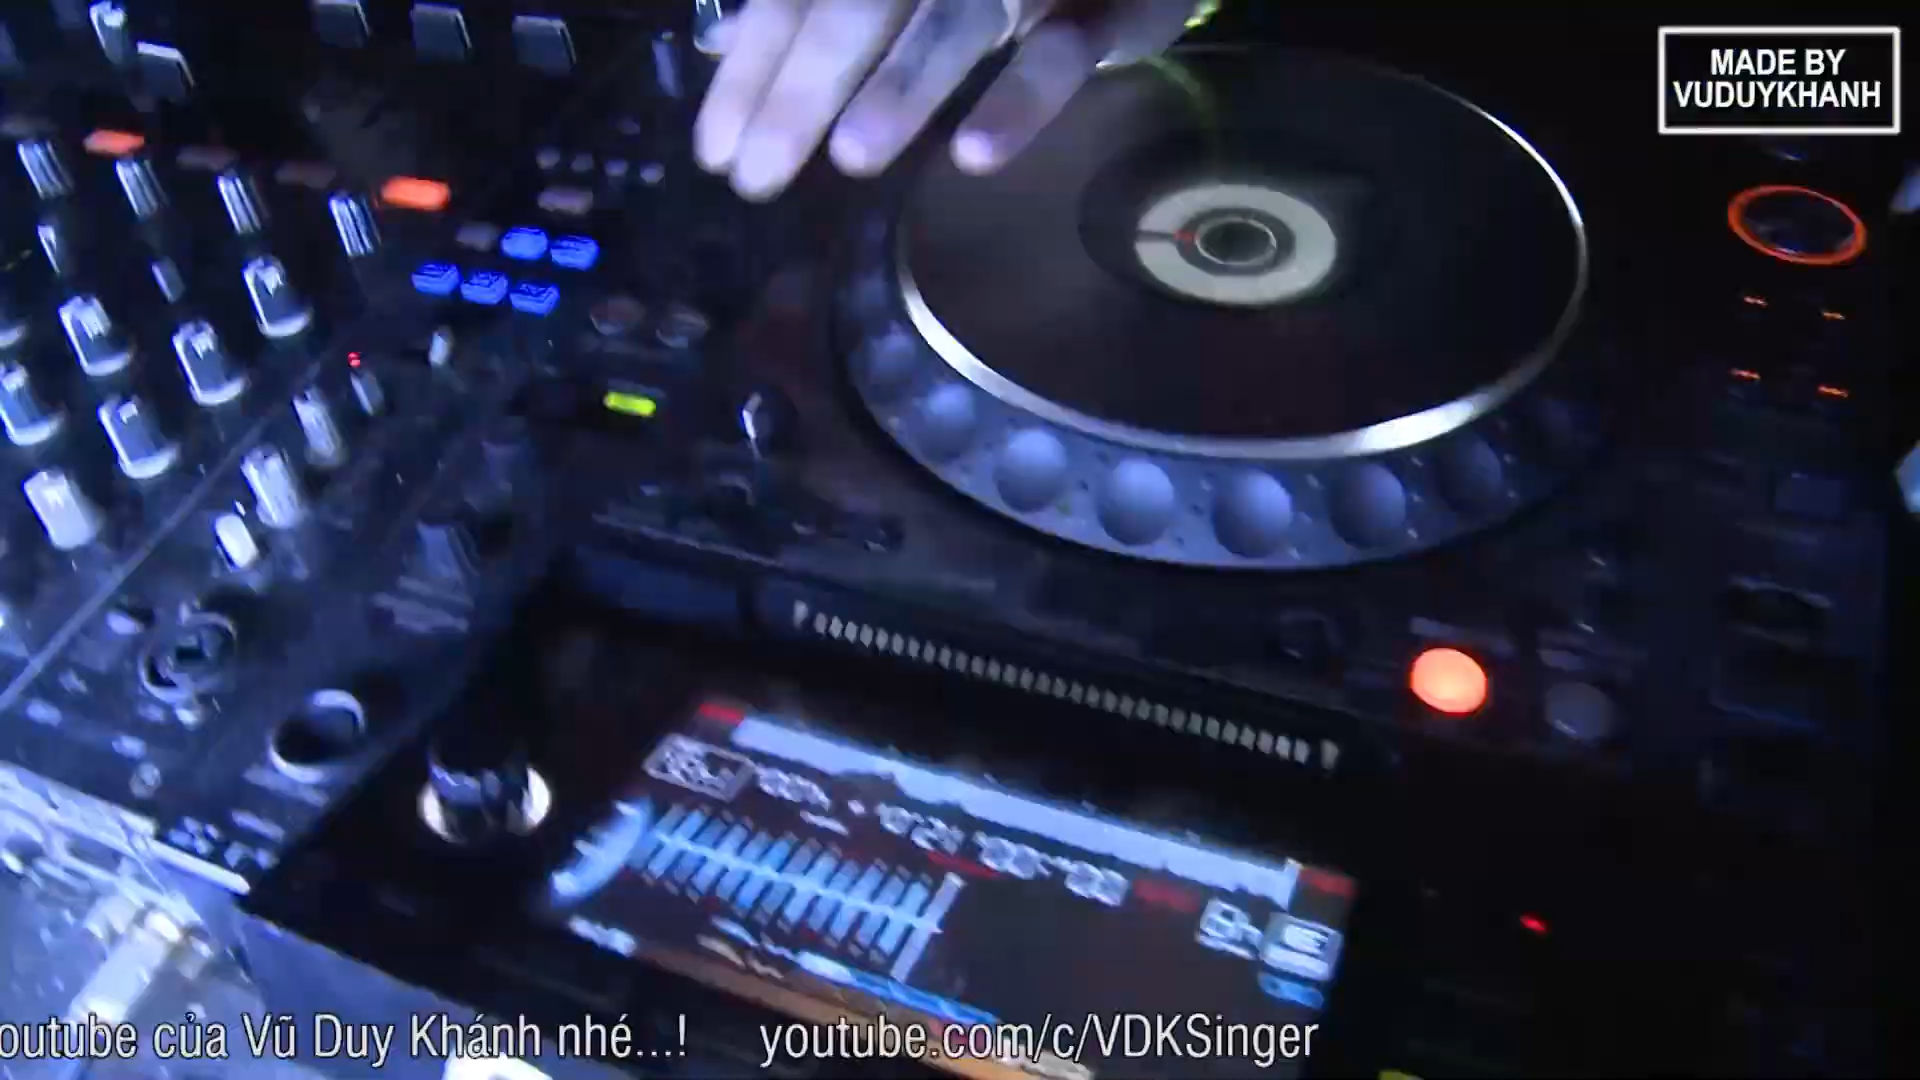 MADE BY
VUDUYKHANH
outube của Vũ Duy Khánh nhé...! youtube.com/c/VDKSinger